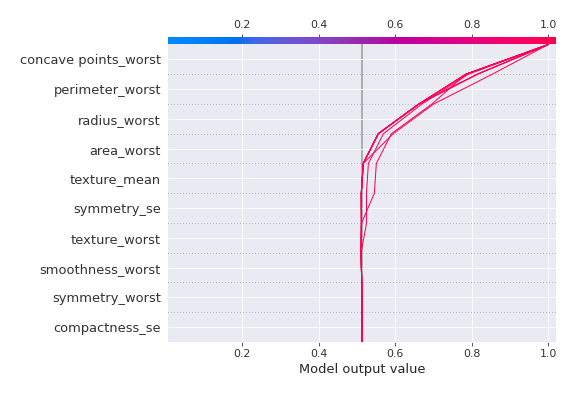 0.2 0.4 0.6 0.8 1.0
concave points_worst
perimeter_worst
radius_worst
area_worst
texture_mean
symmetry_se
texture_worst
smoothness_worst
symmetry_worst
compactness_se
0.2 0.4 0.6 0.8 1.0
Model output value